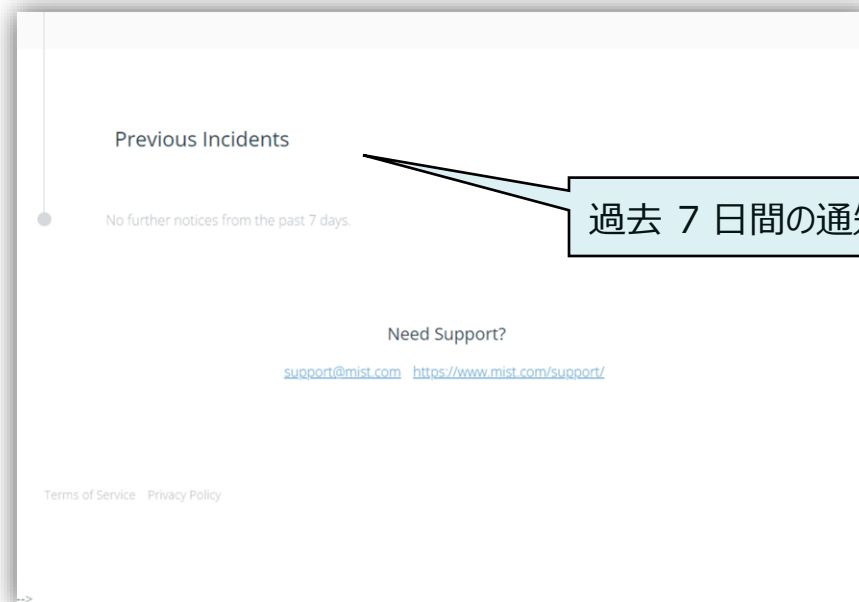 Previous Incidents
過去 7 日間の通
No further notices from the past 7 days.
Need Support?
support@mist.com https://www.mist.com/support/
Terms of Service Privacy Policy
-->